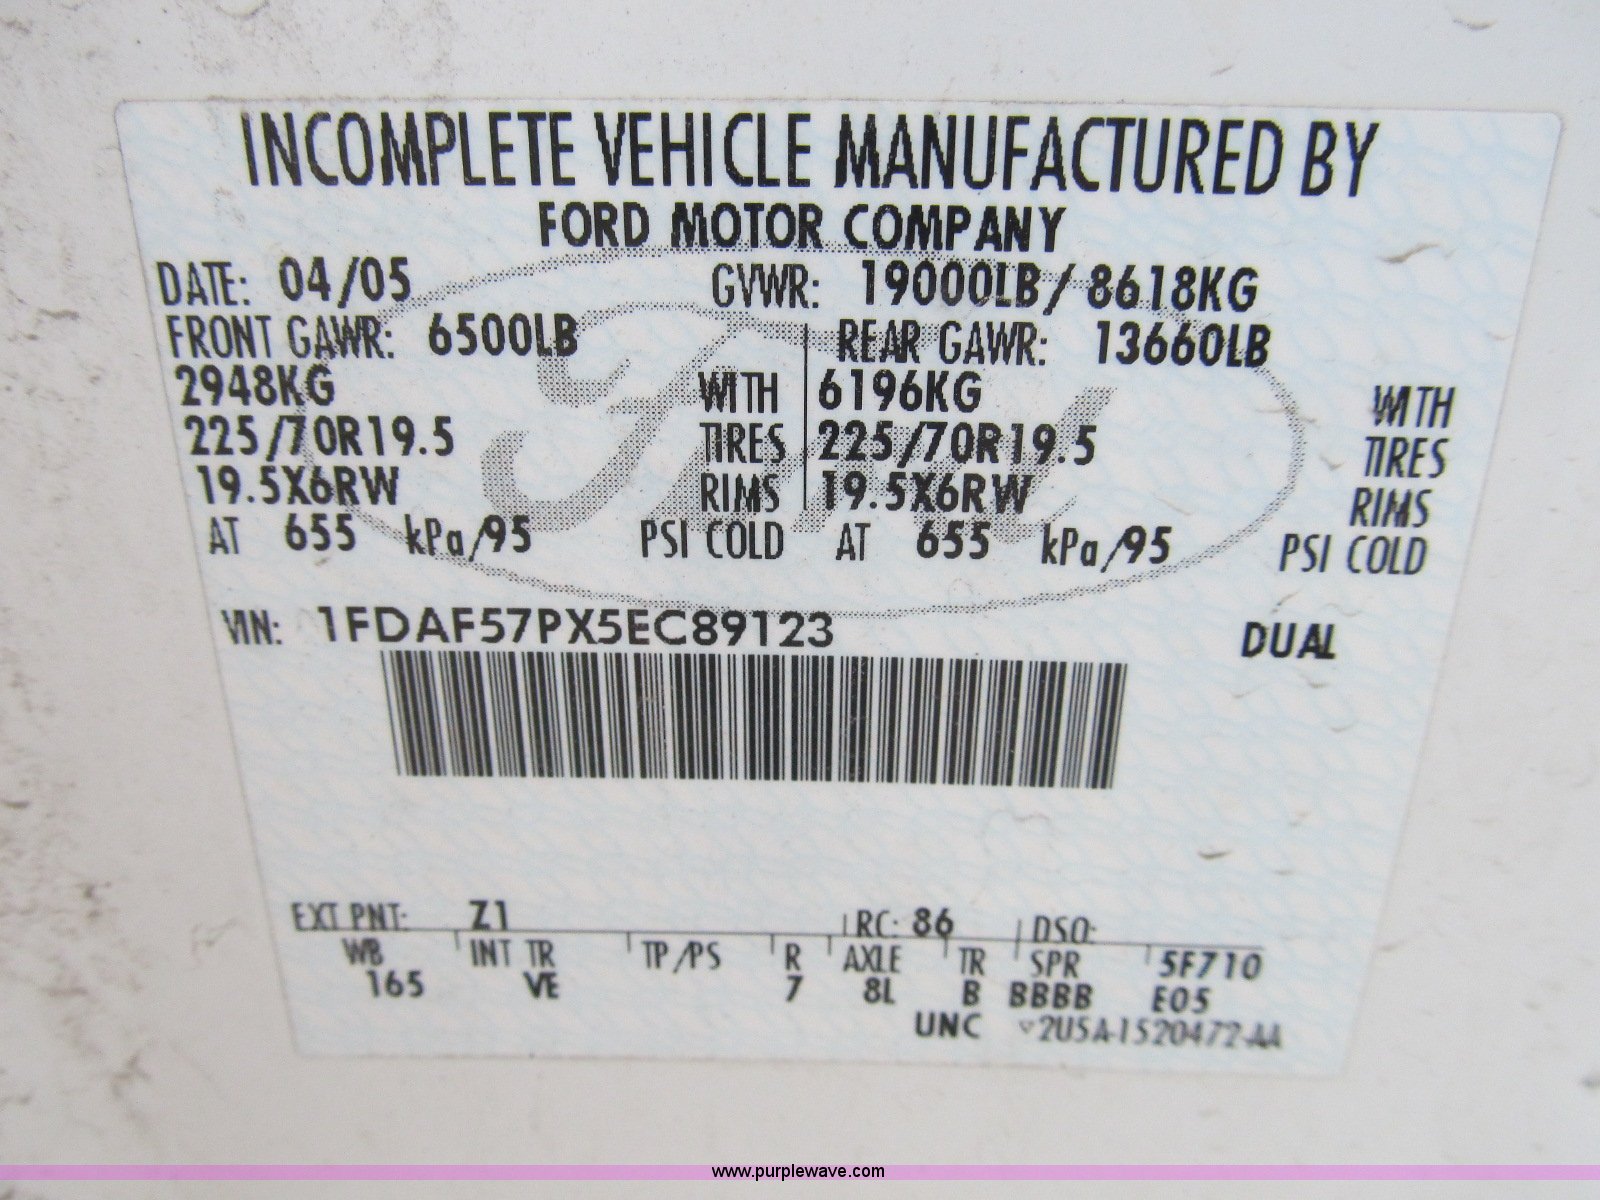 INCOMPLETE VEHICLE MANUFACTURED BY
FORD MOTOR COMPANY
DATE: 04/05 GVWR: 19000LB/8618KG
FRONT GAWR: 6500LB REAR GAWR: 13660LB
2948KG WITH 6196KG WITH
225/70R19.5 TIRES 225/70R19.5 TIRES
19.5X6RW RIMS 19.5X6RW RIMS
AT 655 kPa/95 PSI COLD AT 655 kPa/95 PSI COLD
VIN: 1FDAF57PX5EC89123 DUAL
EXT PNT: Z1 RC: 86 DSO:
WB INT TR TP/PS R AXLE TR SPR 5F710
165 VE 7 8L B BBBB E05
UNC ▽2U5A-1520472-AA
Ford
www.purplewave.com